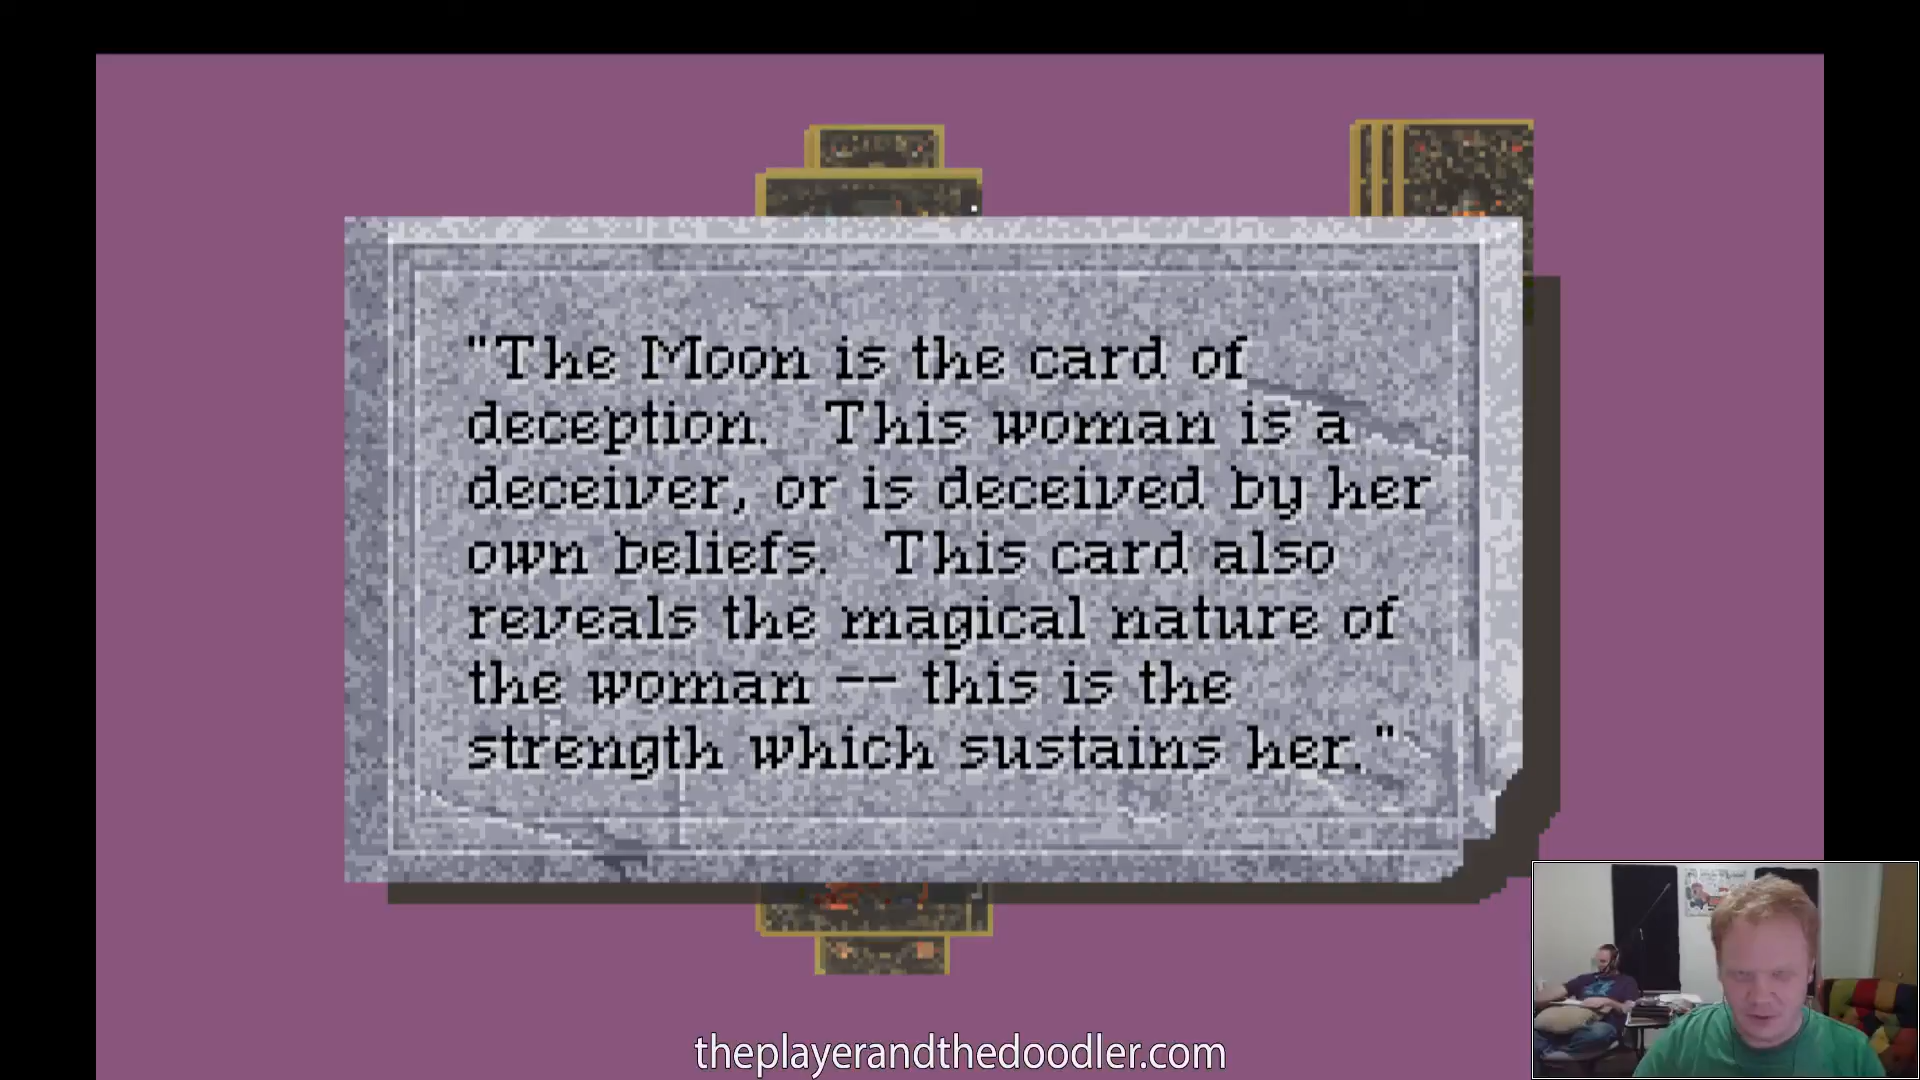 "The Moon is the card of
deception.  This woman is a
deceiver, or is deceived by her
own beliefs.  This card also
reveals the magical nature of
the woman -- this is the
strength which sustains her."
theplayerandthedoodler.com